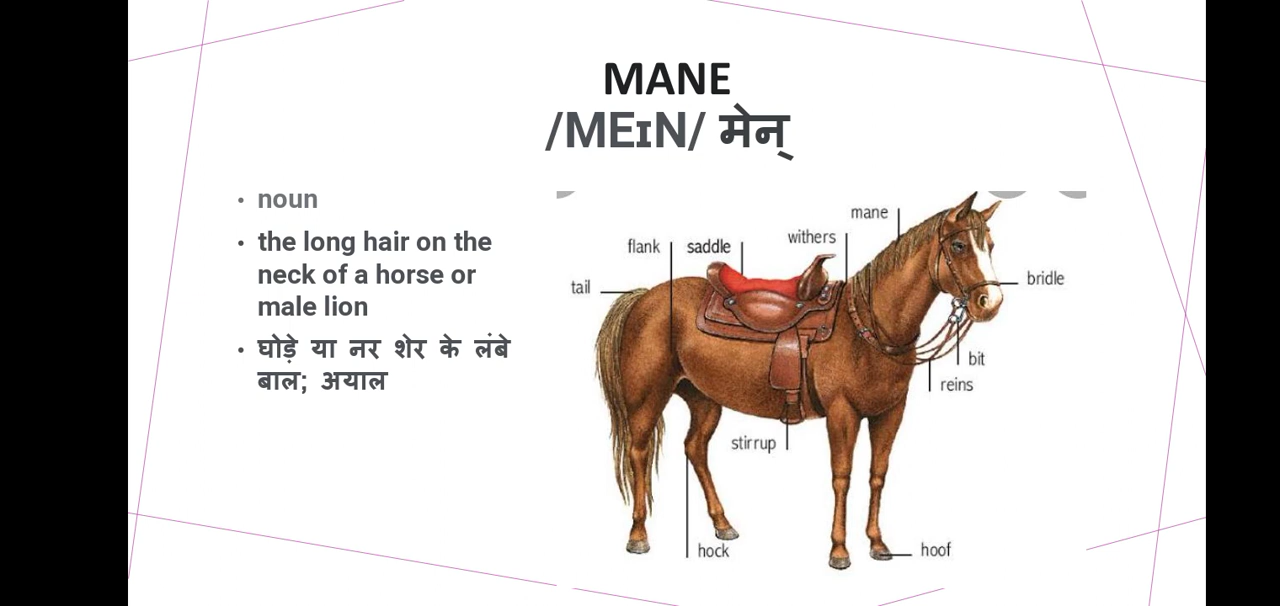 MANE
/MEɪN/ मेन्
• noun
• the long hair on the
neck of a horse or
male lion
• घोड़े या नर शेर के लंबे
बाल; अयाल
mane
withers
flank
saddle
tail
bridle
bit
reins
stirrup
hock
hoof